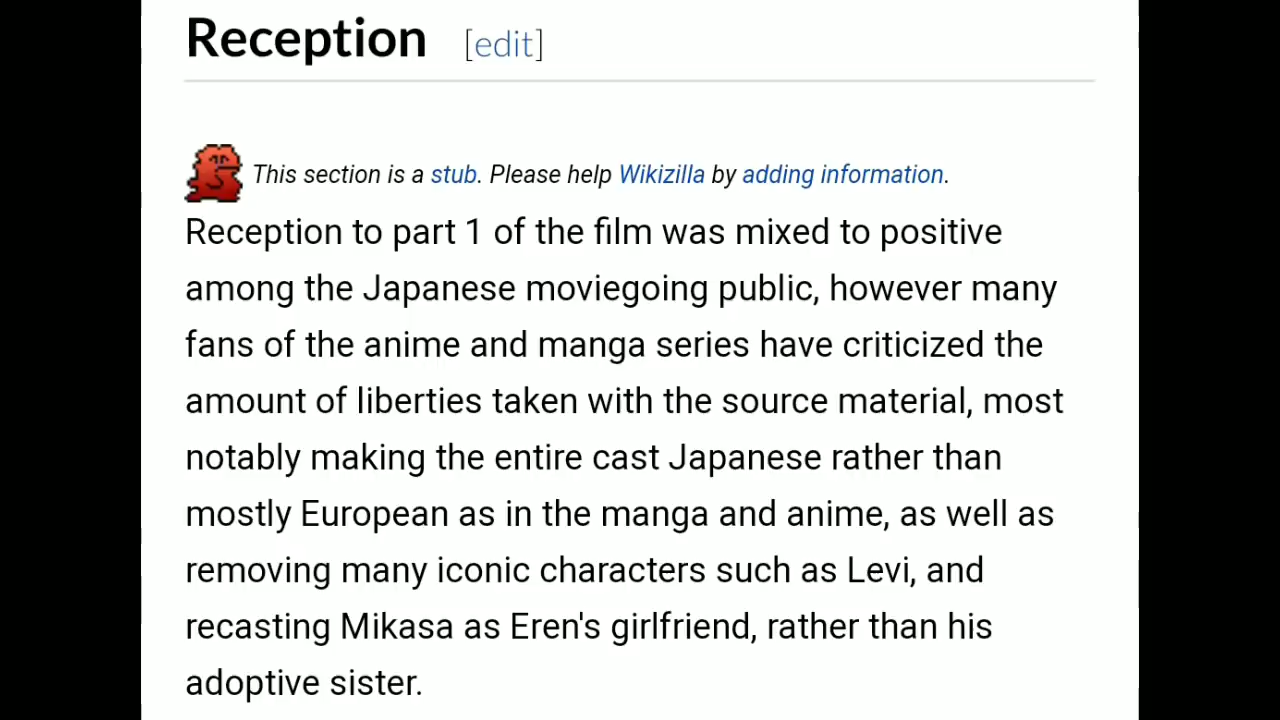 Reception [edit]
This section is a stub. Please help Wikizilla by adding information.
Reception to part 1 of the film was mixed to positive
among the Japanese moviegoing public, however many
fans of the anime and manga series have criticized the
amount of liberties taken with the source material, most
notably making the entire cast Japanese rather than
mostly European as in the manga and anime, as well as
removing many iconic characters such as Levi, and
recasting Mikasa as Eren's girlfriend, rather than his
adoptive sister.